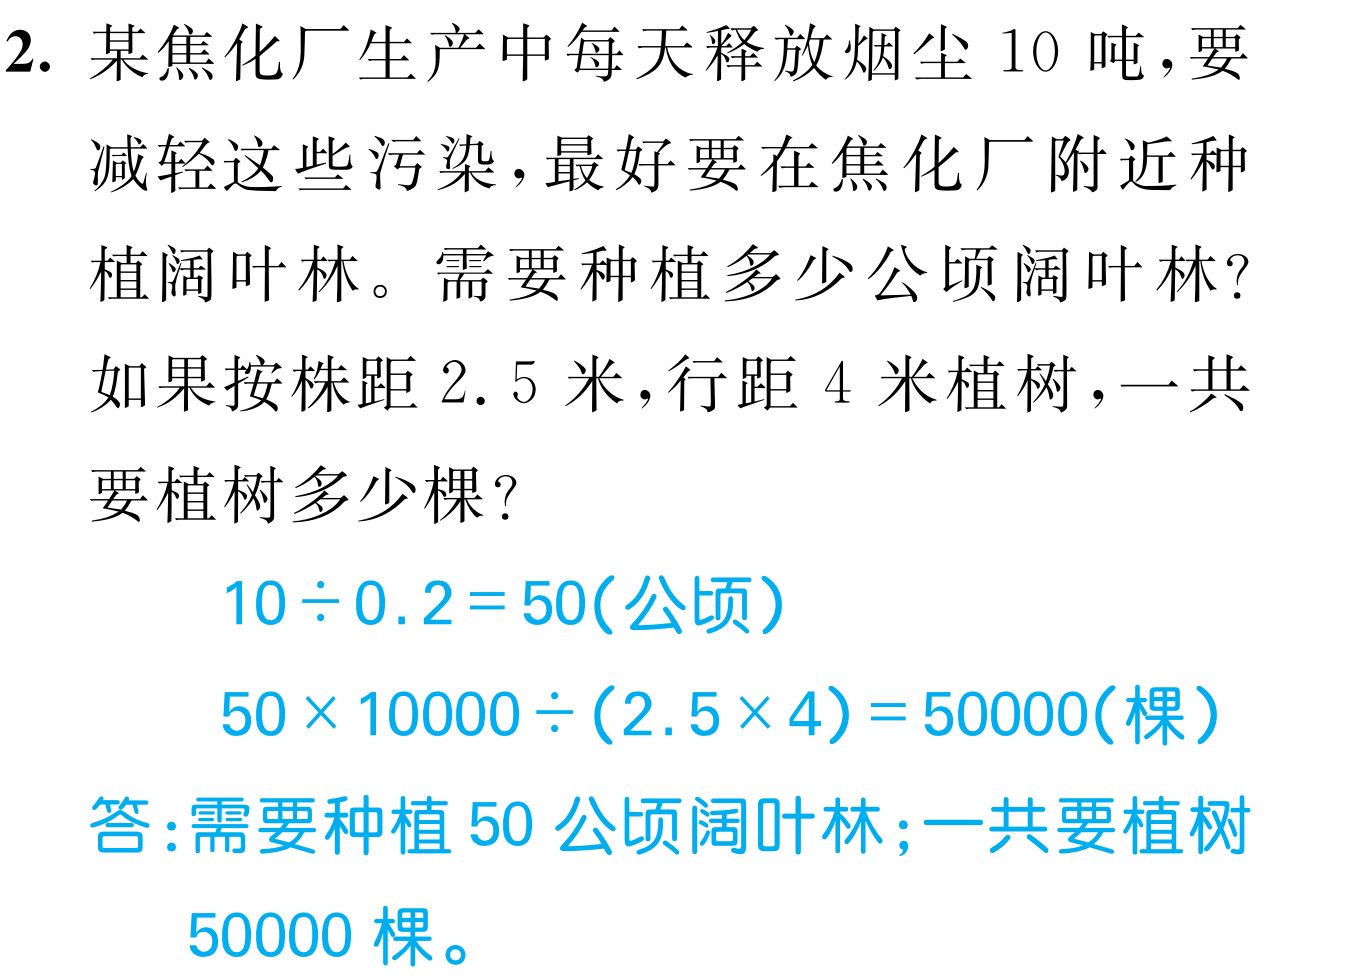 2. 某焦化厂生产中每天释放烟尘 10 吨,要
减轻这些污染,最好要在焦化厂附近种
植阔叶林。需要种植多少公顷阔叶林?
如果按株距 2.5 米,行距 4 米植树,一共
要植树多少棵?
10÷0.2=50(公顷)
50×10000÷(2.5×4)=50000(棵)
答:需要种植 50 公顷阔叶林;一共要植树
50000 棵。